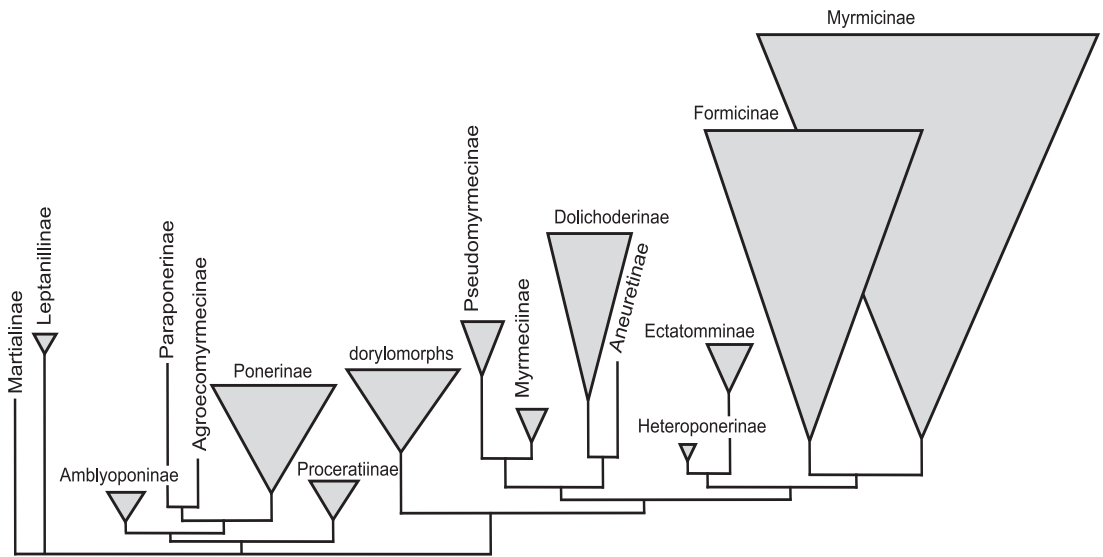 Myrmicinae
Formicinae
Pseudomyrmecinae
Dolichoderinae
Paraponerinae
Leptanillinae
Aneuretinae
Agroecomyrmecinae
Myrmeciinae
Martialinae
Ectatomminae
dorylomorphs
Ponerinae
Heteroponerinae
Amblyoponinae
Proceratiinae